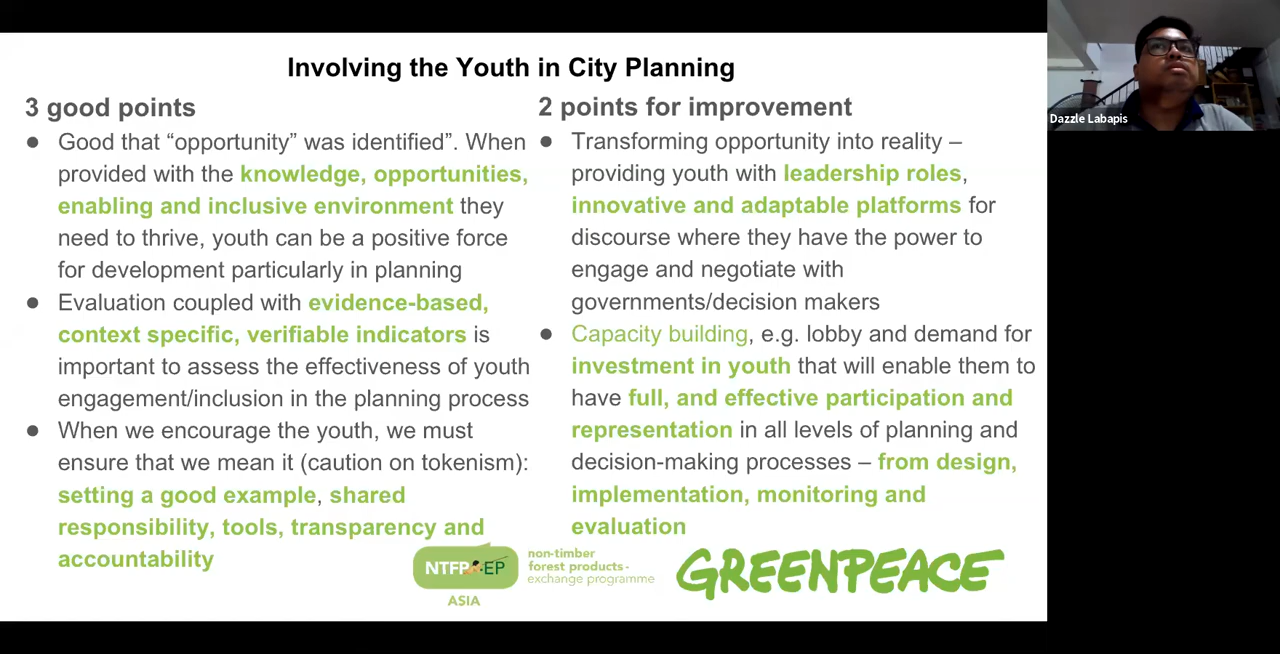 Involving the Youth in City Planning
3 good points
● Good that “opportunity” was identified”. When
provided with the knowledge, opportunities,
enabling and inclusive environment they
need to thrive, youth can be a positive force
for development particularly in planning
● Evaluation coupled with evidence-based,
context specific, verifiable indicators is
important to assess the effectiveness of youth
engagement/inclusion in the planning process
● When we encourage the youth, we must
ensure that we mean it (caution on tokenism):
setting a good example, shared
responsibility, tools, transparency and
accountability
2 points for improvement
● Transforming opportunity into reality –
providing youth with leadership roles,
innovative and adaptable platforms for
discourse where they have the power to
engage and negotiate with
governments/decision makers
● Capacity building, e.g. lobby and demand for
investment in youth that will enable them to
have full, and effective participation and
representation in all levels of planning and
decision-making processes – from design,
implementation, monitoring and
evaluation
NTFP-EP
ASIA
non-timber
forest products-
exchange programme
GREENPEACE
Dazzle Labapis